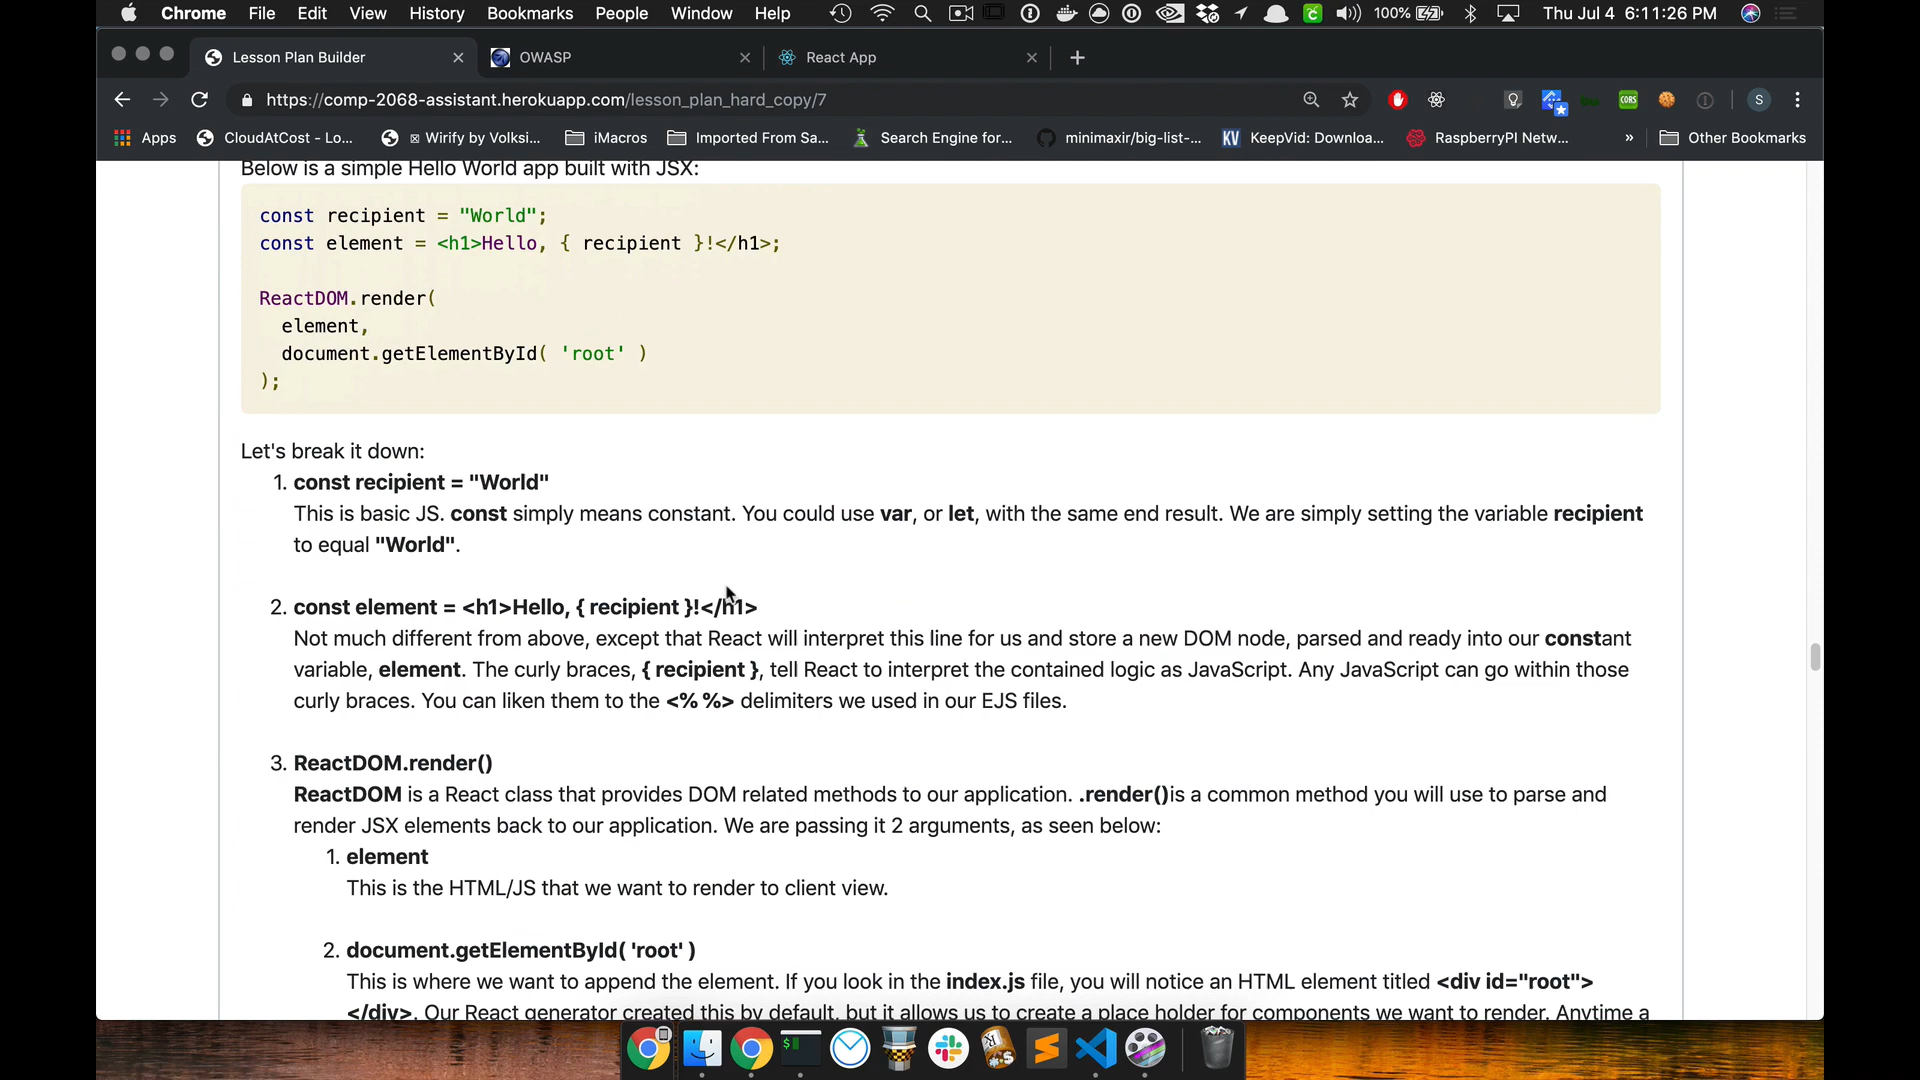 Chrome File Edit View History Bookmarks People Window Help 100% Thu Jul 4 6:11:26 PM
Lesson Plan Builder OWASP React App
https://comp-2068-assistant.herokuapp.com/lesson_plan_hard_copy/7 CORS S
Apps CloudAtCost - Lo... Wirify by Volksi... iMacros Imported From Sa... Search Engine for... minimaxir/big-list-... KV KeepVid: Downloa... RaspberryPI Netw... » Other Bookmarks
Below is a simple Hello World app built with JSX:
const recipient = "World";
const element = <h1>Hello, { recipient }!</h1>;
ReactDOM.render(
element,
document.getElementById( 'root' )
);
Let's break it down:
1. const recipient = "World"
This is basic JS. const simply means constant. You could use var, or let, with the same end result. We are simply setting the variable recipient
to equal "World".
2. const element = <h1>Hello, { recipient }!</h1>
Not much different from above, except that React will interpret this line for us and store a new DOM node, parsed and ready into our constant
variable, element. The curly braces, { recipient }, tell React to interpret the contained logic as JavaScript. Any JavaScript can go within those
curly braces. You can liken them to the <% %> delimiters we used in our EJS files.
3. ReactDOM.render()
ReactDOM is a React class that provides DOM related methods to our application. .render()is a common method you will use to parse and
render JSX elements back to our application. We are passing it 2 arguments, as seen below:
1. element
This is the HTML/JS that we want to render to client view.
2. document.getElementById( 'root' )
This is where we want to append the element. If you look in the index.js file, you will notice an HTML element titled <div id="root">
</div>. Our React generator created this by default, but it allows us to create a place holder for components we want to render. Anytime a